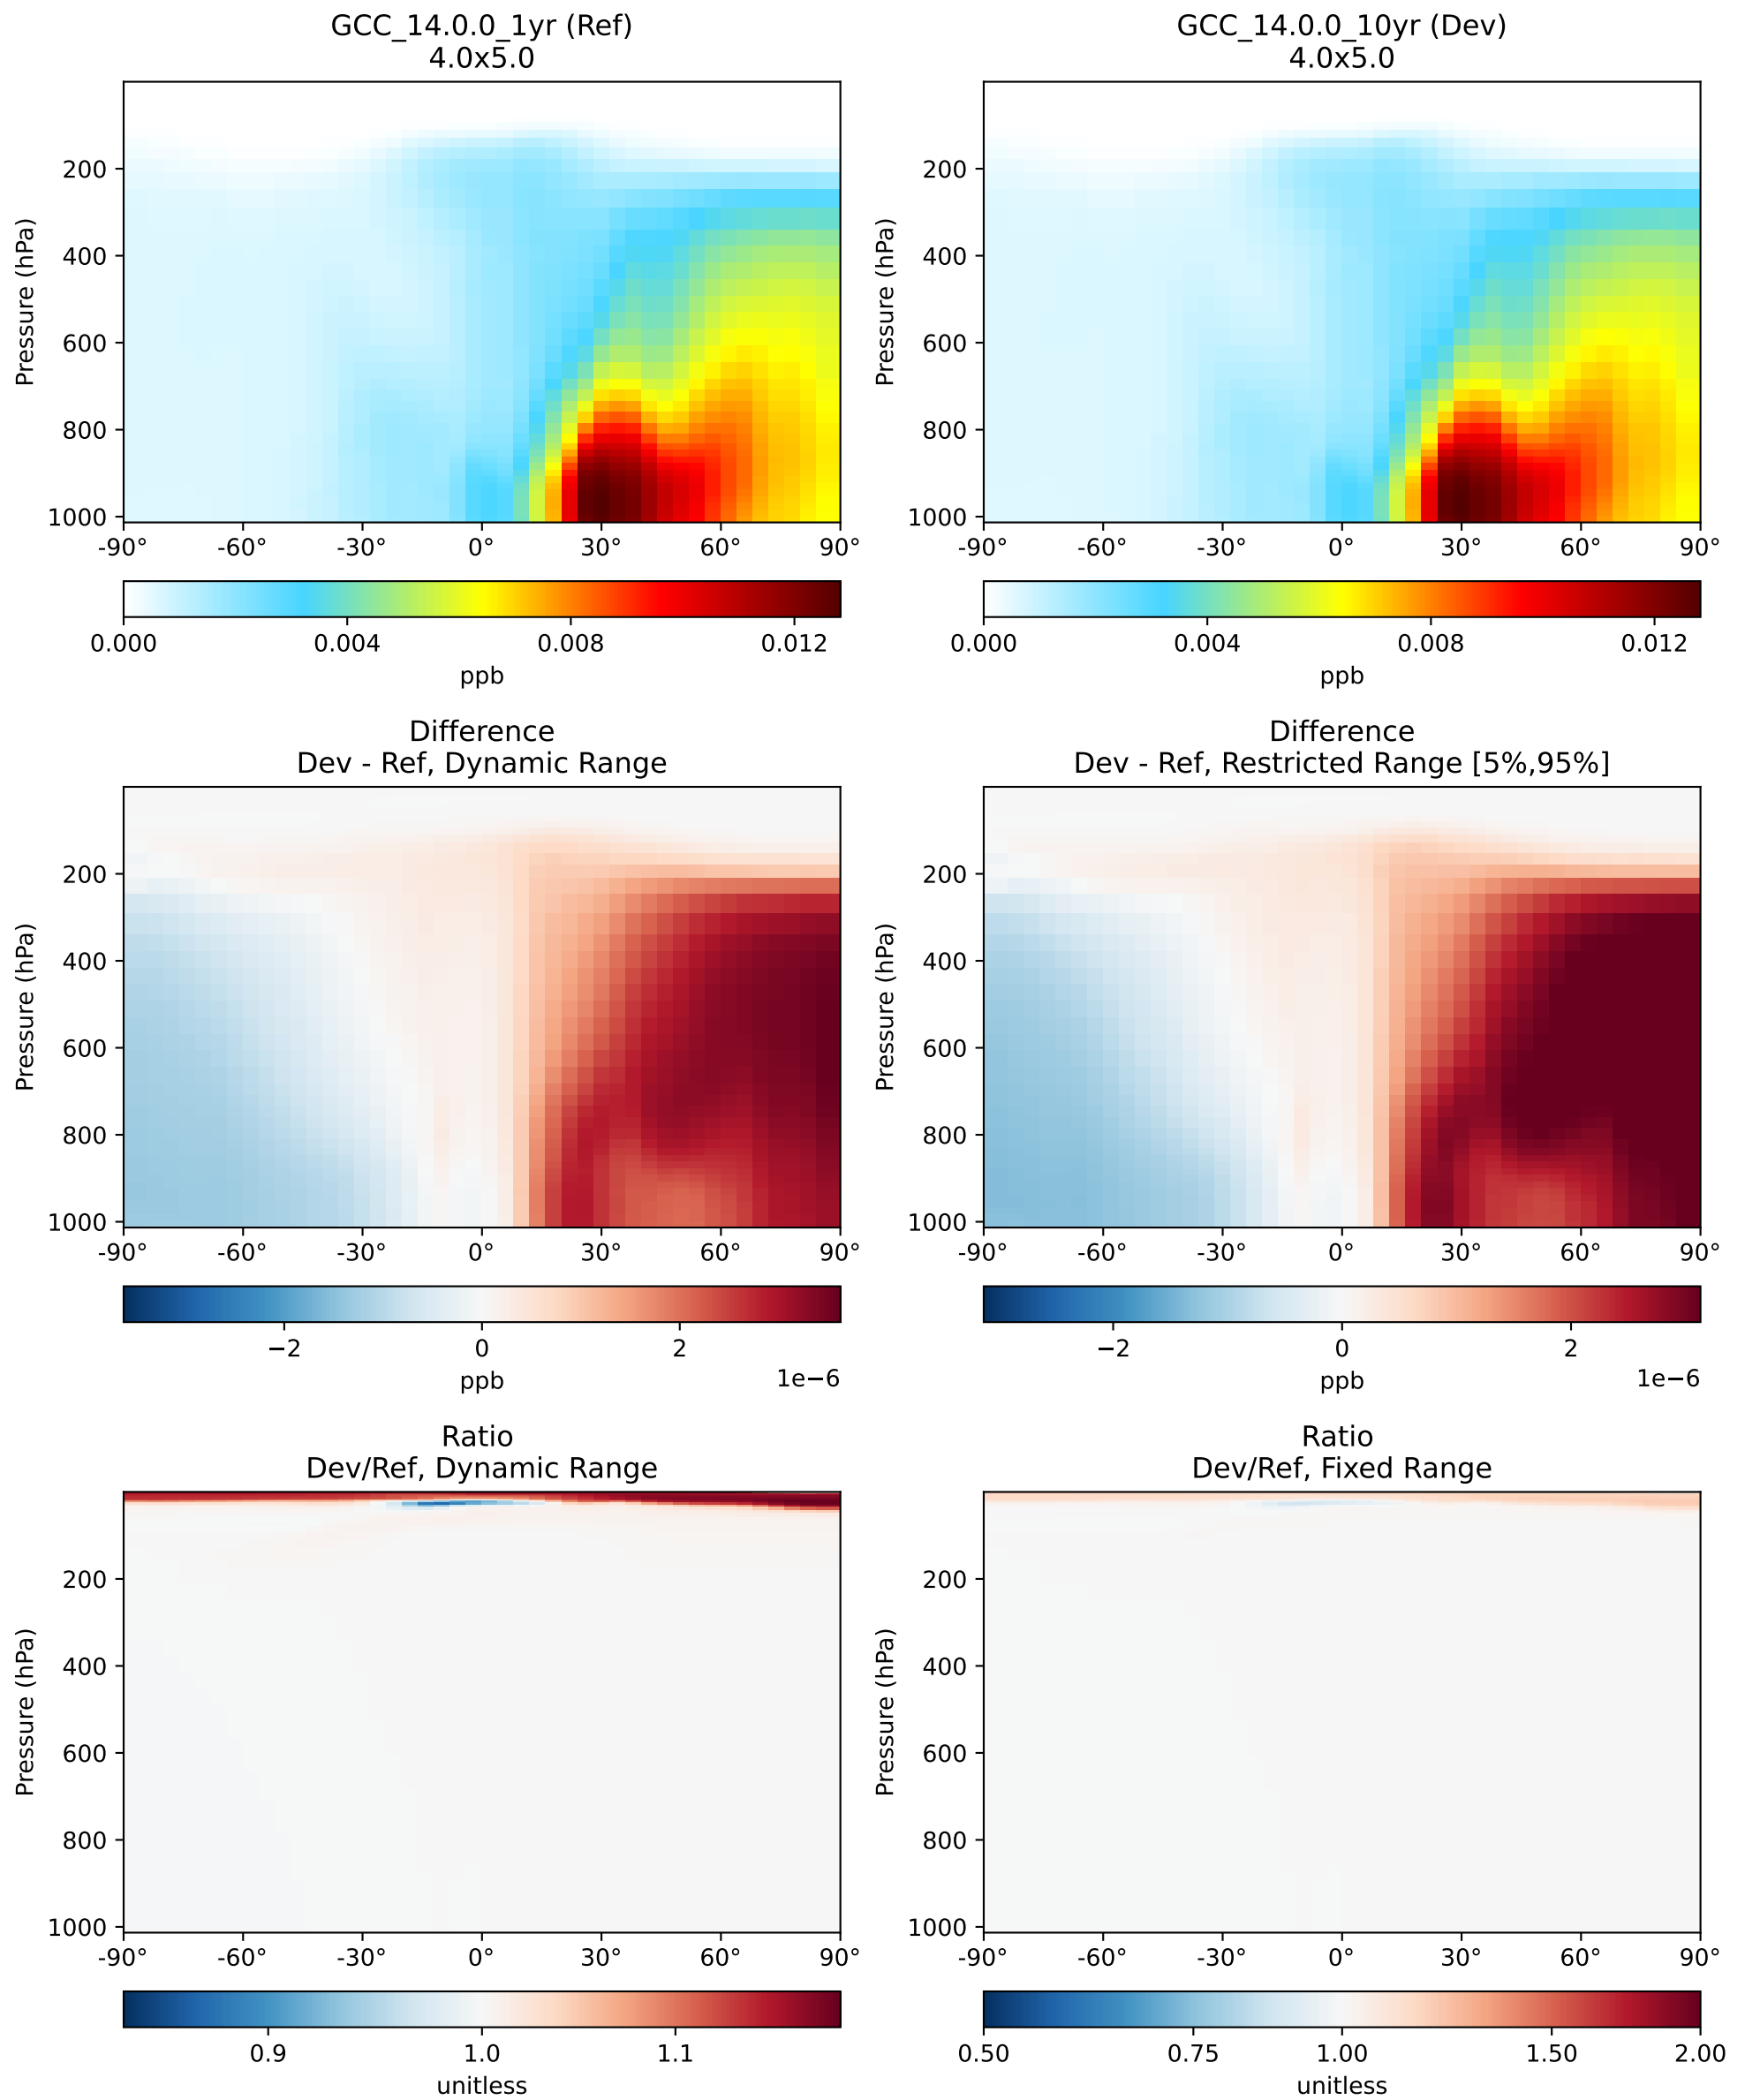 GCC_14.0.0_1yr (Ref)
4.0x5.0
Pressure (hPa)
200
400
600
800
1000
-90° -60° -30° 0° 30° 60° 90°
0.000 0.004 0.008 0.012
ppb
GCC_14.0.0_10yr (Dev)
4.0x5.0
Pressure (hPa)
200
400
600
800
1000
-90° -60° -30° 0° 30° 60° 90°
0.000 0.004 0.008 0.012
ppb
Difference
Dev - Ref, Dynamic Range
Pressure (hPa)
200
400
600
800
1000
-90° -60° -30° 0° 30° 60° 90°
−2 0 2
ppb 1e−6
Difference
Dev - Ref, Restricted Range [5%,95%]
Pressure (hPa)
200
400
600
800
1000
-90° -60° -30° 0° 30° 60° 90°
−2 0 2
ppb 1e−6
Ratio
Dev/Ref, Dynamic Range
Pressure (hPa)
200
400
600
800
1000
-90° -60° -30° 0° 30° 60° 90°
0.9 1.0 1.1
unitless
Ratio
Dev/Ref, Fixed Range
Pressure (hPa)
200
400
600
800
1000
-90° -60° -30° 0° 30° 60° 90°
0.50 0.75 1.00 1.50 2.00
unitless